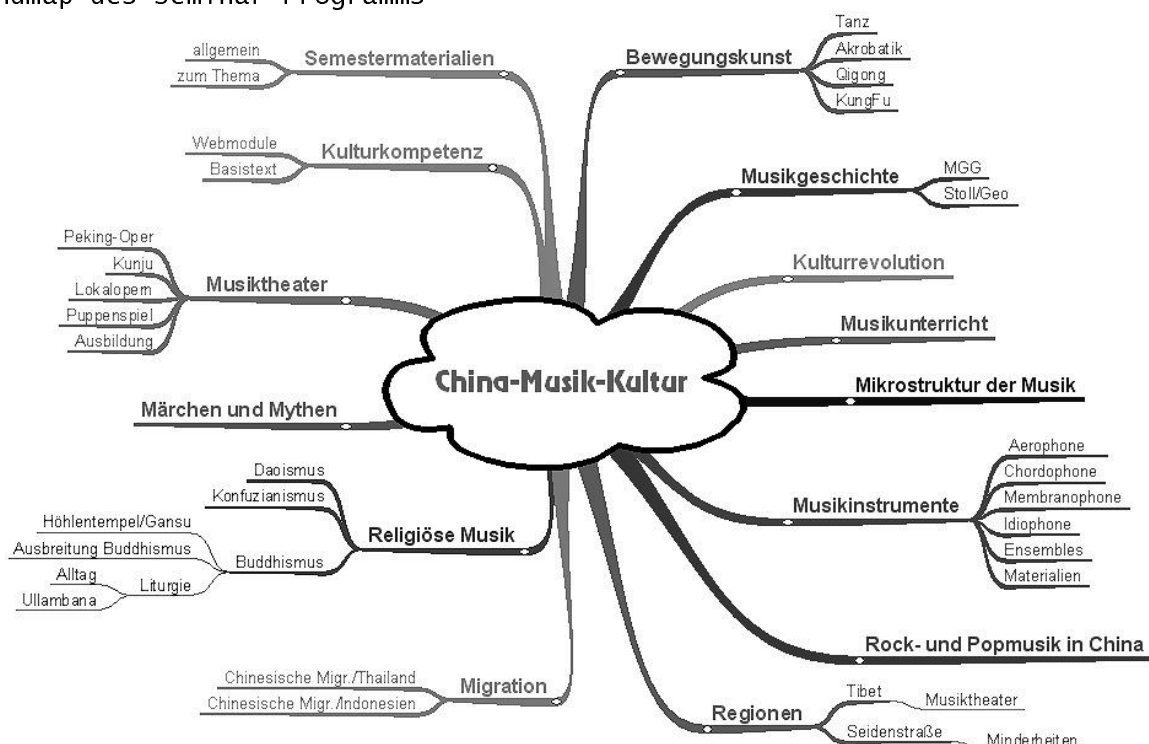 des Seminar-Programms
Semestermaterialien
allgemein
zum Thema
Kulturkompetenz
Webmodule
Basistext
Musiktheater
Peking-Oper
Kunju
Lokalopern
Puppenspiel
Ausbildung
Märchen und Mythen
Religiöse Musik
Daoismus
Konfuzianismus
Buddhismus
Höhlentempel/Gansu
Ausbreitung Buddhismus
Liturgie
Alltag
Ullambana
Migration
Chinesische Migr./Thailand
Chinesische Migr./Indonesien
China-Musik-Kultur
Bewegungskunst
Tanz
Akrobatik
Qigong
KungFu
Musikgeschichte
MGG
Stoll/Geo
Kulturrevolution
Musikunterricht
Mikrostruktur der Musik
Musikinstrumente
Aerophone
Chordophone
Membranophone
Idiophone
Ensembles
Materialien
Rock- und Popmusik in China
Regionen
Tibet
Musiktheater
Seidenstraße
Minderheiten